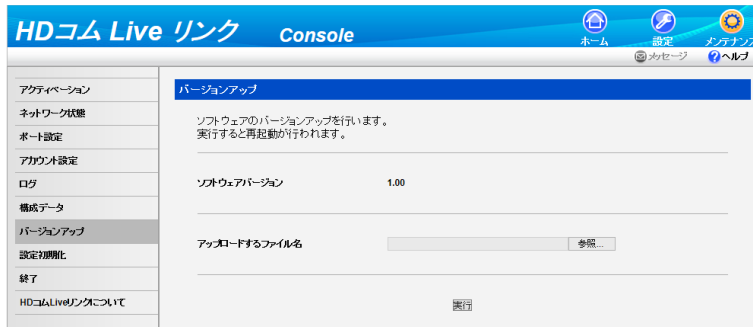 HDコム Live リンク Console
ホーム
設定
メンテナンス
メッセージ
ヘルプ
アクティベーション
ネットワーク状態
ポート設定
アカウント設定
ログ
構成データ
バージョンアップ
設定初期化
終了
HDコムLiveリンクについて
バージョンアップ
ソフトウェアのバージョンアップを行います。
実行すると再起動が行われます。
ソフトウェアバージョン 1.00
アップロードするファイル名 参照...
実行